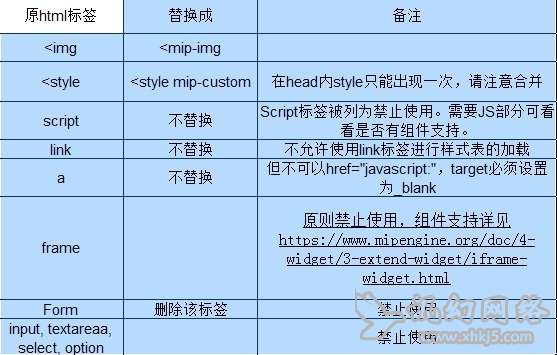 原html标签 替换成 备注
<img <mip-img
<style <style mip-custom 在head内style只能出现一次，请注意合并
script 不替换 Script标签被列为禁止使用。需要JS部分可看
看是否有组件支持。
link 不替换 不允许使用link标签进行样式表的加载
a 不替换 但不可以href="javascript:"，target必须设置
为_blank
frame 原则禁止使用，组件支持详见
https://www.mipengine.org/doc/4-
widget/3-extend-widget/iframe-
widget.html
Form 删除该标签 禁止使用
input, textareaa,
select, option 禁止使用
www.xhkj5.com